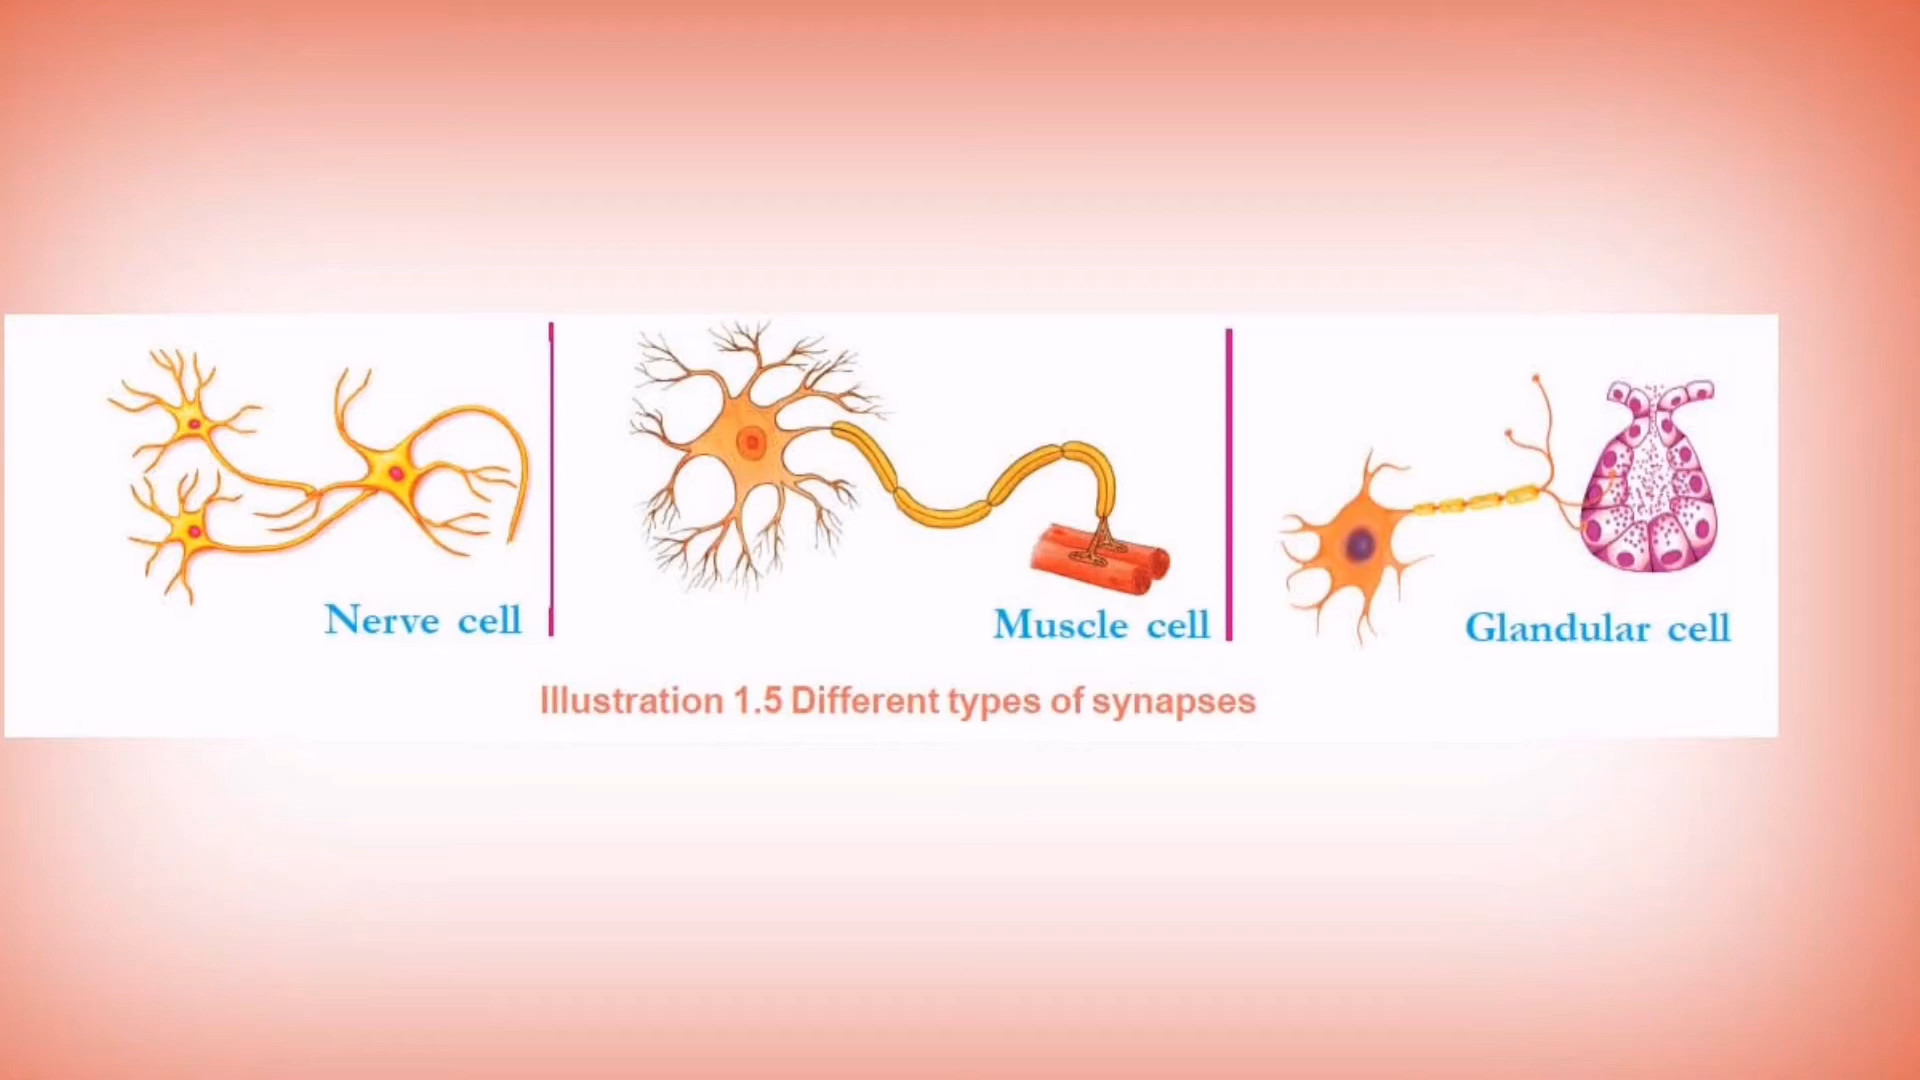 Nerve cell
Muscle cell
Glandular cell
Illustration 1.5 Different types of synapses